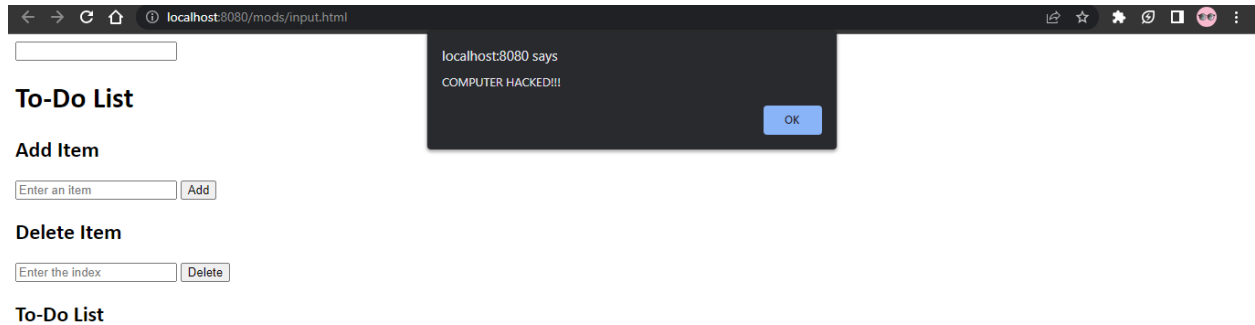 localhost:8080/mods/input.html
localhost:8080 says
COMPUTER HACKED!!!
OK
To-Do List
Add Item
Enter an item Add
Delete Item
Enter the index Delete
To-Do List